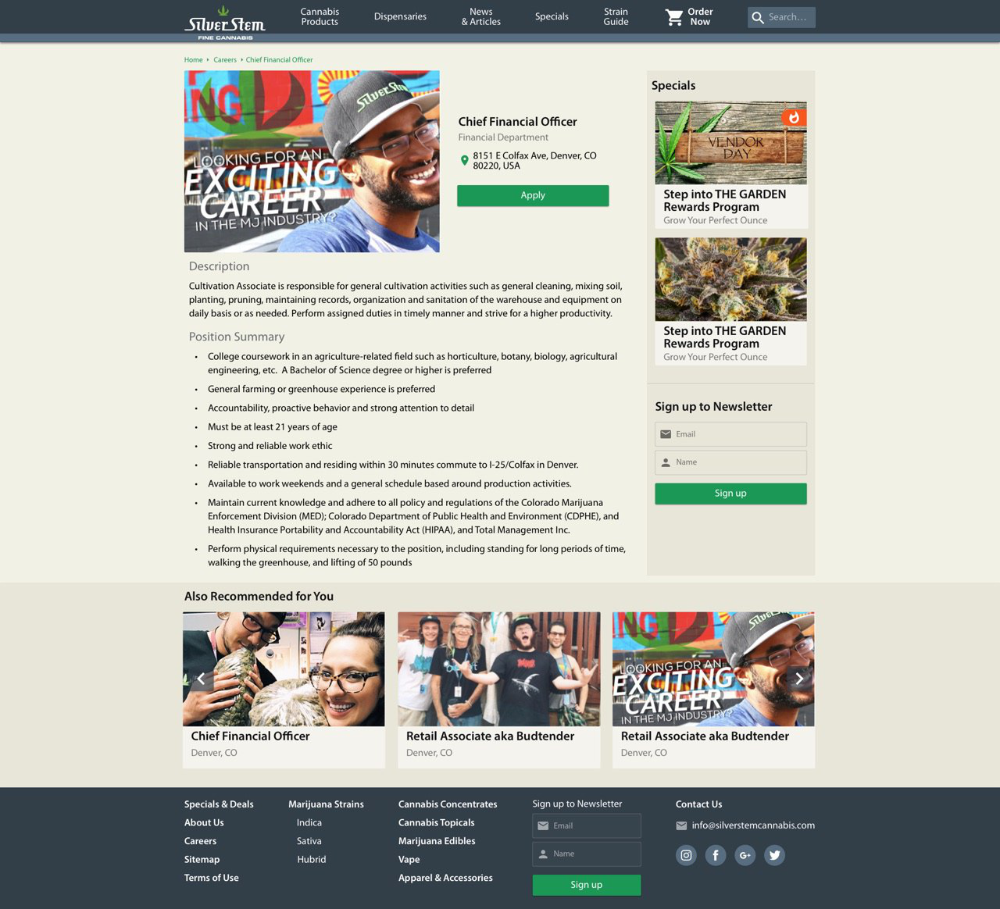 SilverStem
FINE CANNABIS
Cannabis
Products
Dispensaries
News
& Articles
Specials
Strain
Guide
Order
Now
Search...
Home
Careers
Chief Financial Officer
NG
SilverStem
LOOKING FOR AN
EXCITING
CAREER
IN THE MJ INDUSTRY?
Chief Financial Officer
Financial Department
8151 E Colfax Ave, Denver, CO
80220, USA
Apply
Description
Cultivation Associate is responsible for general cultivation activities such as general cleaning, mixing soil,
planting, pruning, maintaining records, organization and sanitation of the warehouse and equipment on
daily basis or as needed. Perform assigned duties in timely manner and strive for a higher productivity.
Position Summary
• College coursework in an agriculture-related field such as horticulture, botany, biology, agricultural
engineering, etc. A Bachelor of Science degree or higher is preferred
• General farming or greenhouse experience is preferred
• Accountability, proactive behavior and strong attention to detail
• Must be at least 21 years of age
• Strong and reliable work ethic
• Reliable transportation and residing within 30 minutes commute to I-25/Colfax in Denver.
• Available to work weekends and a general schedule based around production activities.
• Maintain current knowledge and adhere to all policy and regulations of the Colorado Marijuana
Enforcement Division (MED); Colorado Department of Public Health and Environment (CDPHE), and
Health Insurance Portability and Accountability Act (HIPAA), and Total Management Inc.
• Perform physical requirements necessary to the position, including standing for long periods of time,
walking the greenhouse, and lifting of 50 pounds
Specials
VENDOR
DAY
Step into THE GARDEN
Rewards Program
Grow Your Perfect Ounce
Step into THE GARDEN
Rewards Program
Grow Your Perfect Ounce
Sign up to Newsletter
Email
Name
Sign up
Also Recommended for You
Chief Financial Officer
Denver, CO
Retail Associate aka Budtender
Denver, CO
NG
SilverStem
LOOKING FOR AN
EXCITING
CAREER
IN THE MJ INDUSTRY?
Retail Associate aka Budtender
Denver, CO
Specials & Deals
About Us
Careers
Sitemap
Terms of Use
Marijuana Strains
Indica
Sativa
Hubrid
Cannabis Concentrates
Cannabis Topicals
Marijuana Edibles
Vape
Apparel & Accessories
Sign up to Newsletter
Email
Name
Sign up
Contact Us
info@silverstemcannabis.com